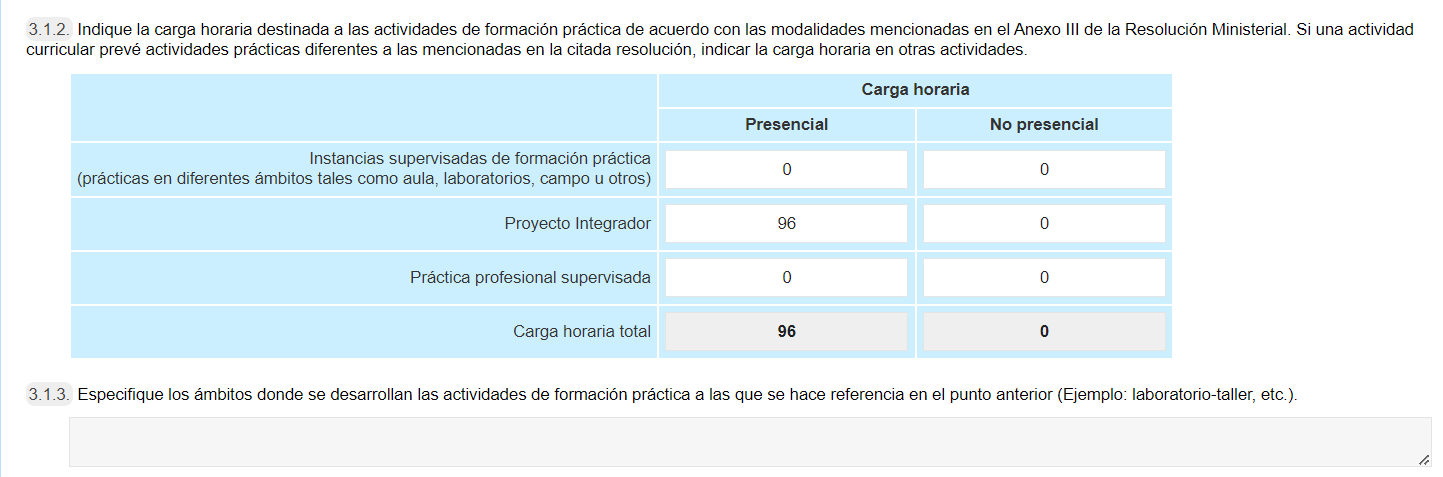 3.1.2. Indique la carga horaria destinada a las actividades de formación práctica de acuerdo con las modalidades mencionadas en el Anexo III de la Resolución Ministerial. Si una actividad
curricular prevé actividades prácticas diferentes a las mencionadas en la citada resolución, indicar la carga horaria en otras actividades.
Carga horaria
Presencial No presencial
Instancias supervisadas de formación práctica
(prácticas en diferentes ámbitos tales como aula, laboratorios, campo u otros) 0 0
Proyecto Integrador 96 0
Práctica profesional supervisada 0 0
Carga horaria total 96 0
3.1.3. Especifique los ámbitos donde se desarrollan las actividades de formación práctica a las que se hace referencia en el punto anterior (Ejemplo: laboratorio-taller, etc.).